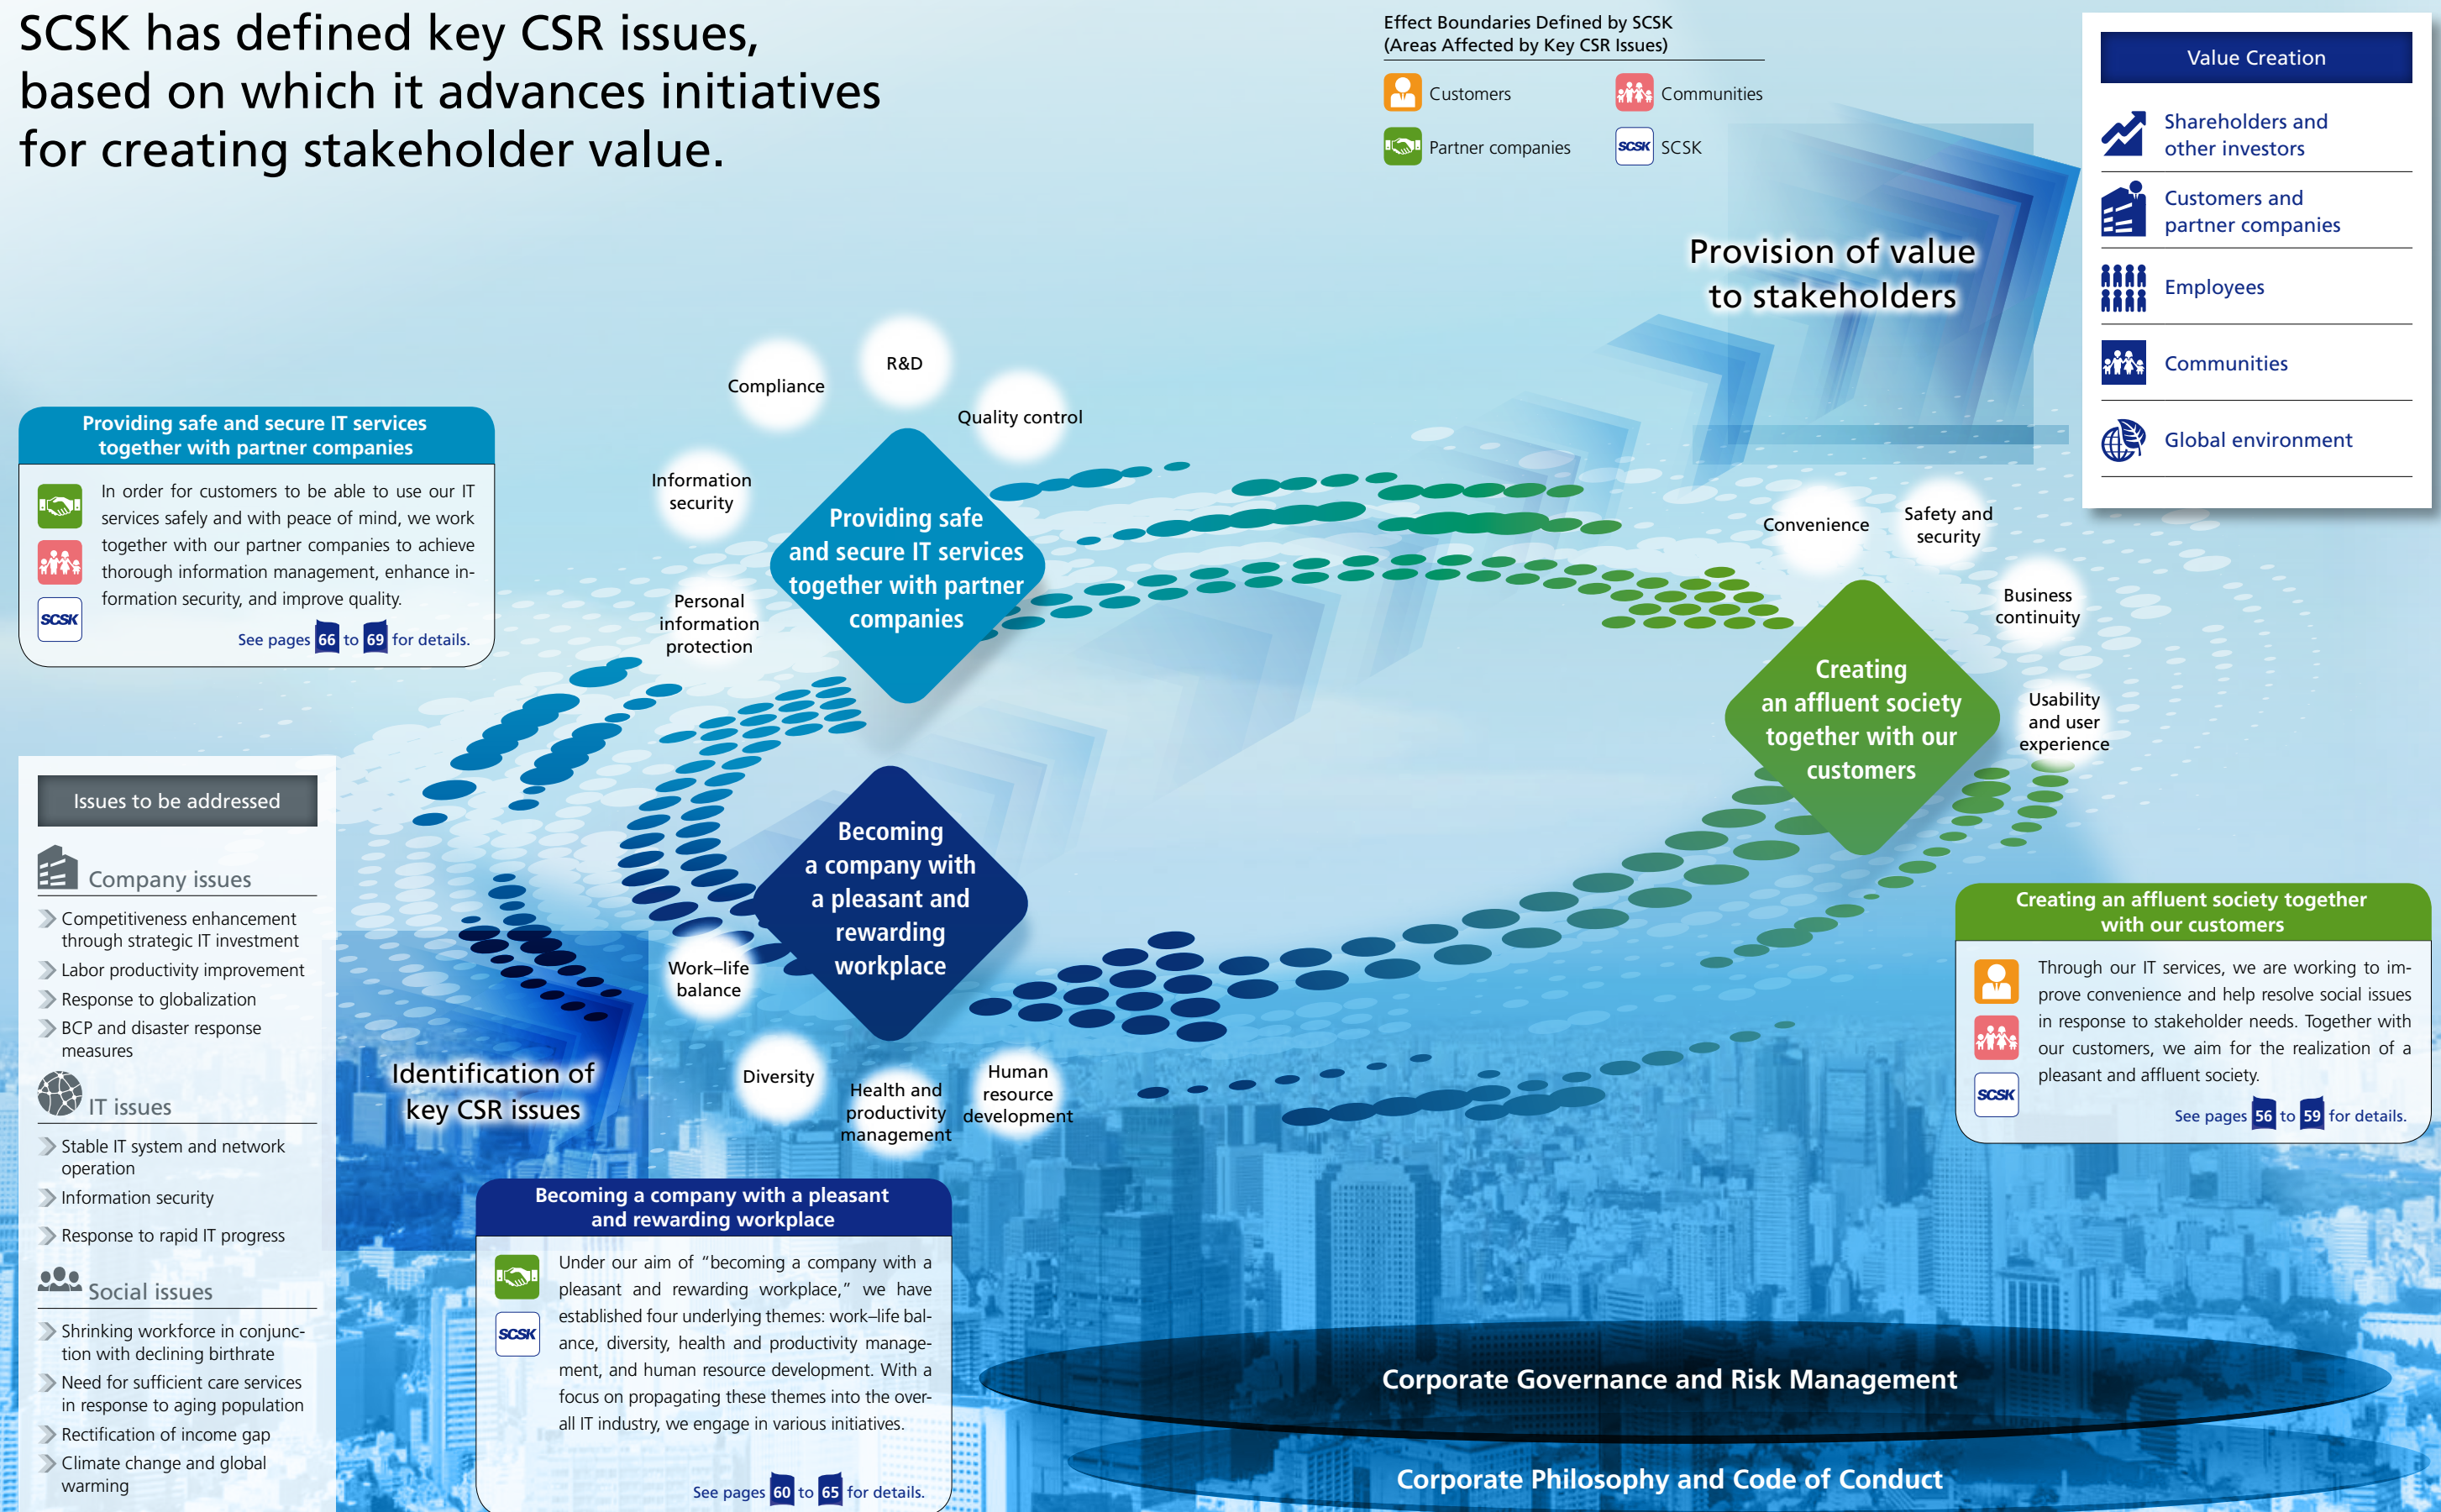 SCSK has defined key CSR issues,
based on which it advances initiatives
for creating stakeholder value.
Effect Boundaries Defined by SCSK
(Areas Affected by Key CSR Issues)
Customers
Communities
Partner companies
SCSK SCSK
Value Creation
Shareholders and
other investors
Customers and
partner companies
Employees
Communities
Global environment
Provision of value
to stakeholders
R&D
Compliance
Quality control
Information
security
Personal
information
protection
Providing safe
and secure IT services
together with partner
companies
Providing safe and secure IT services
together with partner companies
In order for customers to be able to use our IT
services safely and with peace of mind, we work
together with our partner companies to achieve
thorough information management, enhance in-
formation security, and improve quality.
SCSK
See pages 66 to 69 for details.
Convenience
Safety and
security
Business
continuity
Usability
and user
experience
Creating
an affluent society
together with our
customers
Issues to be addressed
Company issues
Competitiveness enhancement
through strategic IT investment
Labor productivity improvement
Response to globalization
BCP and disaster response
measures
IT issues
Stable IT system and network
operation
Information security
Response to rapid IT progress
Social issues
Shrinking workforce in conjunc-
tion with declining birthrate
Need for sufficient care services
in response to aging population
Rectification of income gap
Climate change and global
warming
Becoming
a company with
a pleasant and
rewarding
workplace
Work–life
balance
Diversity
Health and
productivity
management
Human
resource
development
Identification of
key CSR issues
Creating an affluent society together
with our customers
Through our IT services, we are working to im-
prove convenience and help resolve social issues
in response to stakeholder needs. Together with
our customers, we aim for the realization of a
pleasant and affluent society.
SCSK
See pages 56 to 59 for details.
Becoming a company with a pleasant
and rewarding workplace
Under our aim of “becoming a company with a
pleasant and rewarding workplace,” we have
established four underlying themes: work–life bal-
ance, diversity, health and productivity manage-
ment, and human resource development. With a
focus on propagating these themes into the over-
all IT industry, we engage in various initiatives.
SCSK
See pages 60 to 65 for details.
Corporate Governance and Risk Management
Corporate Philosophy and Code of Conduct